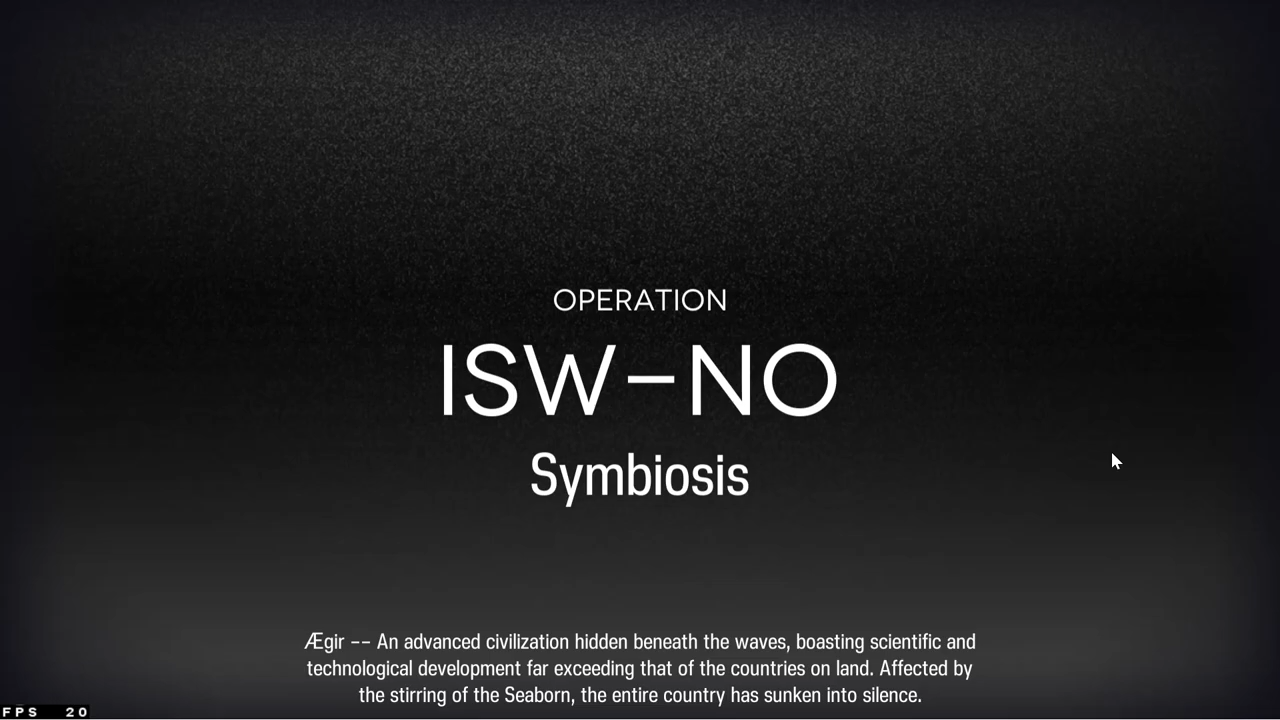 OPERATION
ISW-NO
Symbiosis
Ægir -- An advanced civilization hidden beneath the waves, boasting scientific and
technological development far exceeding that of the countries on land. Affected by
the stirring of the Seaborn, the entire country has sunken into silence.
FPS 20